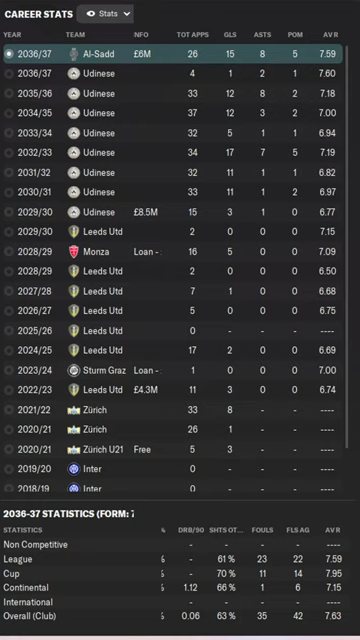 CAREER STATS Stats
YEAR TEAM NFO TOT APPS GLS ASTS POM AV R
2036/37 Al-Sadd £6M 26 15 8 5 7.59
2036/37 Udinese 4 1 2 1 7.60
2035/36 Udinese 33 12 8 2 7.18
2034/35 Udinese 37 12 3 2 7.00
2033/34 Udinese 32 5 1 1 6.94
2032/33 Udinese 34 17 7 5 7.19
2031/32 Udinese 32 11 1 1 6.82
2030/31 Udinese 33 11 1 2 6.97
2029/30 Udinese £8.5M 15 3 1 0 6.77
2029/30 Leeds Utd 2 0 0 0 7.15
2028/29 Monza Loan - 16 5 0 0 7.09
2028/29 Leeds Utd 2 0 0 0 6.50
2027/28 Leeds Utd 7 1 0 0 6.68
2026/27 Leeds Utd 5 0 0 0 6.75
2025/26 Leeds Utd 0 - - - ----
2024/25 Leeds Utd 17 2 0 0 6.69
2023/24 Sturm Graz Loan - 1 0 0 0 7.00
2022/23 Leeds Utd £4.3M 11 3 0 0 6.74
2021/22 Zürich 33 8 - - ----
2020/21 Zürich 26 1 - - ----
2020/21 Zürich U21 Free 5 3 - - ----
2019/20 Inter 0 - - - ----
2018/19 Inter 0 - - - ----
2036-37 STATISTICS (FORM: 7
STATISTICS % DRB/90 SHTS OT... FOULS FLS AG AV R
Non Competitive - - - - ----
League % - 61 % 23 22 7.59
Cup % - 70 % 11 14 7.95
Continental % 1.12 66 % 1 6 7.15
International - - - - ----
Overall (Club) % 0.06 63 % 35 42 7.63